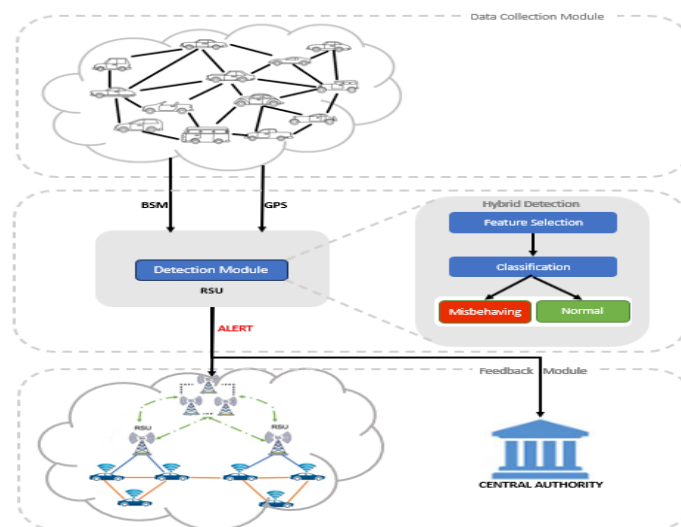 Data Collection Module
BSM
GPS
Hybrid Detection
Feature Selection
Detection Module
Classification
RSU
Misbehaving
Normal
ALERT
Feedback Module
RSU
RSU
CENTRAL AUTHORITY